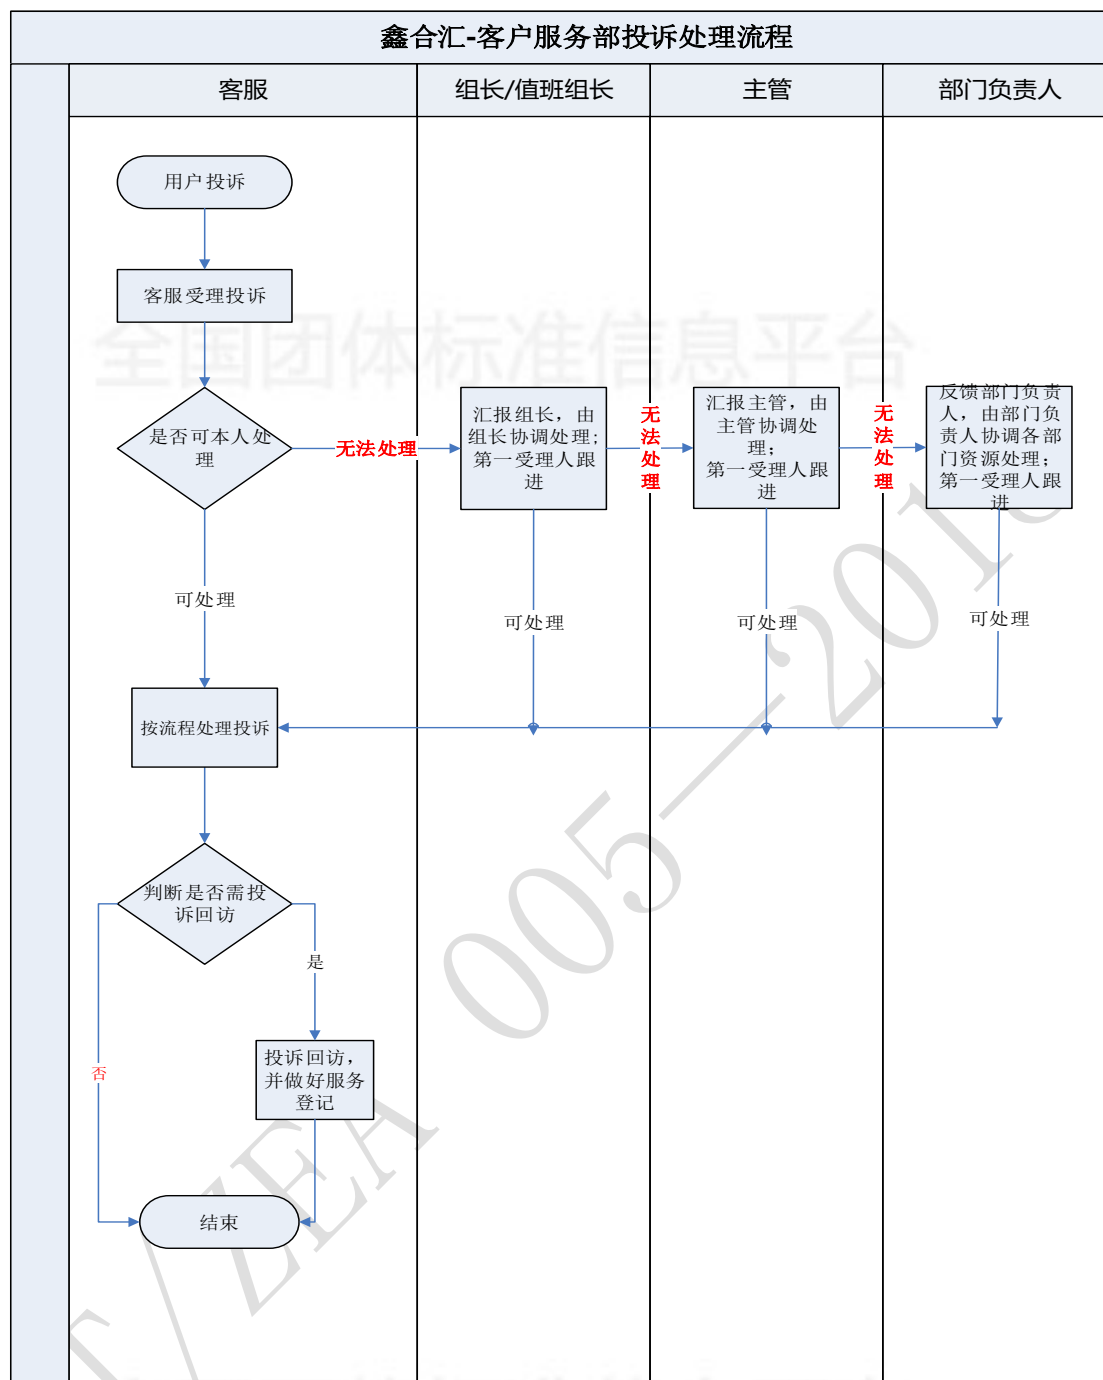 鑫合汇-客户服务部投诉处理流程
客服
组长/值班组长
主管
部门负责人
用户投诉
客服受理投诉
全国团体标准信息平台
是否可本人处
理
无法处理
汇报组长，由
组长协调处理;
第一受理人跟
进
无
法
处
理
汇报主管，由
主管协调处
理；
第一受理人跟
进
无
法
处
理
反馈部门负责
人，由部门负
责人协调各部
门资源处理；
第一受理人跟
进
可处理
可处理
可处理
可处理
按流程处理投诉
判断是否需投
诉回访
是
否
投诉回访，
并做好服务
登记
结束
T/ZEA 005—2018